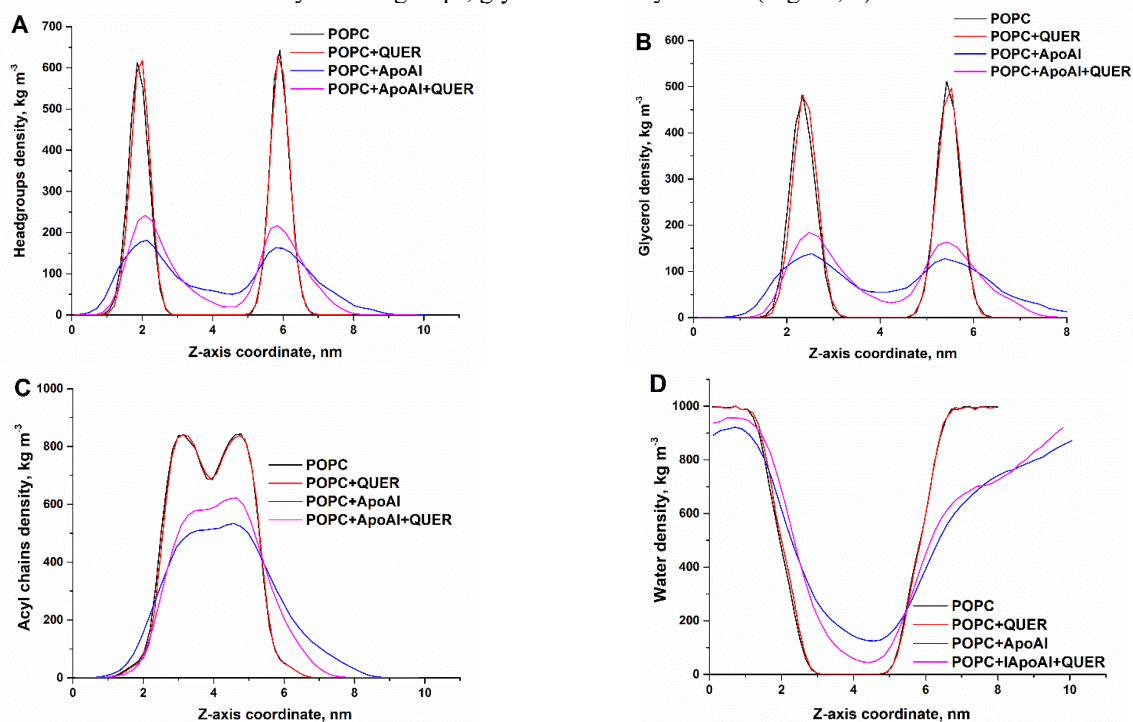 A
POPC
POPC+QUER
POPC+ApoAI
POPC+ApoAI+QUER
Headgroups density, kg m⁻³
700
600
500
400
300
200
100
0
0 2 4 6 8 10
Z-axis coordinate, nm
B
POPC
POPC+QUER
POPC+ApoAI
POPC+ApoAI+QUER
Glycerol density, kg m⁻³
600
500
400
300
200
100
0
0 2 4 6 8
Z-axis coordinate, nm
C
POPC
POPC+QUER
POPC+ApoAI
POPC+ApoAI+QUER
Acyl chains density, kg m⁻³
1000
800
600
400
200
0
0 2 4 6 8 10
Z-axis coordinate, nm
D
POPC
POPC+QUER
POPC+ApoAI
POPC+IApoAI+QUER
Water density, kg m⁻³
1000
800
600
400
200
0
0 2 4 6 8 10
Z-axis coordinate, nm